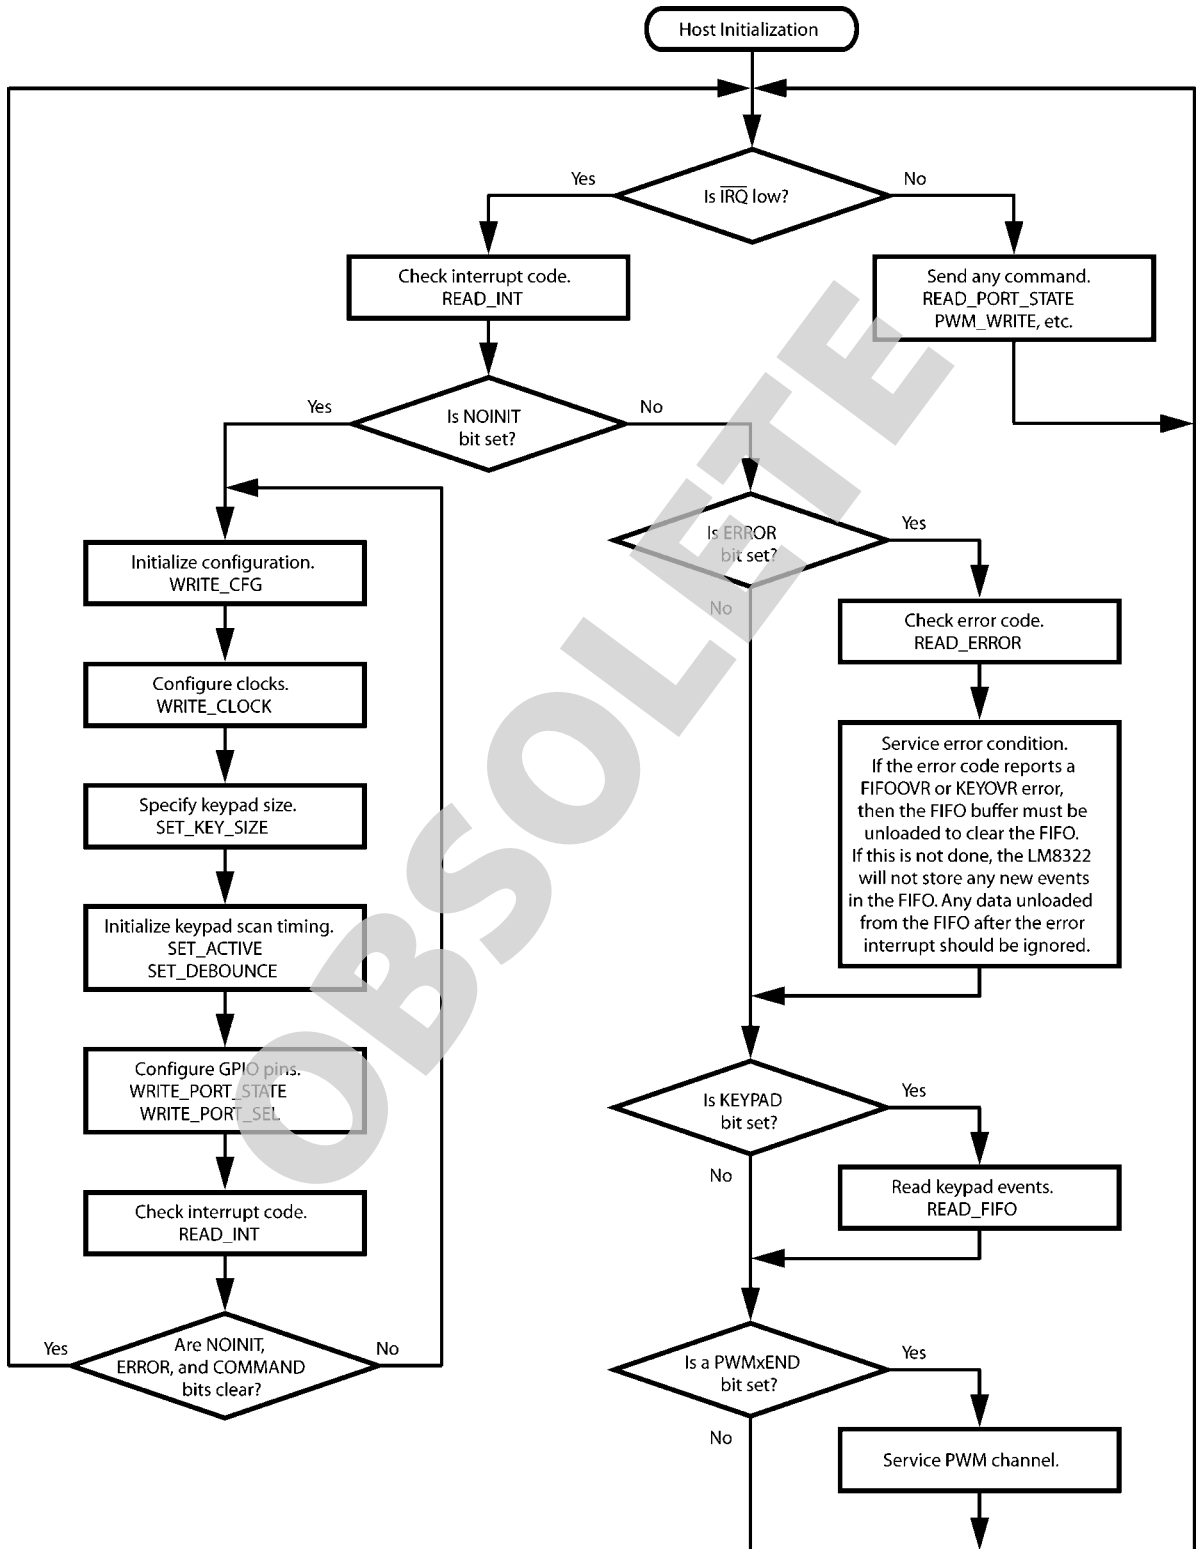 Host Initialization
Yes
No
Is IRQ low?
Check interrupt code.
READ_INT
Send any command.
READ_PORT_STATE
PWM_WRITE, etc.
Yes
No
Is NOINIT
bit set?
Is ERROR
bit set?
Yes
No
Initialize configuration.
WRITE_CFG
Check error code.
READ_ERROR
Configure clocks.
WRITE_CLOCK
Service error condition.
If the error code reports a
FIFOOVR or KEYOVR error,
then the FIFO buffer must be
unloaded to clear the FIFO.
If this is not done, the LM8322
will not store any new events
in the FIFO. Any data unloaded
from the FIFO after the error
interrupt should be ignored.
Specify keypad size.
SET_KEY_SIZE
Initialize keypad scan timing.
SET_ACTIVE
SET_DEBOUNCE
Configure GPIO pins.
WRITE_PORT_STATE
WRITE_PORT_SEL
Is KEYPAD
bit set?
Yes
No
Check interrupt code.
READ_INT
Read keypad events.
READ_FIFO
Yes
No
Are NOINIT,
ERROR, and COMMAND
bits clear?
Is a PWMxEND
bit set?
Yes
No
Service PWM channel.
OBSOLETE